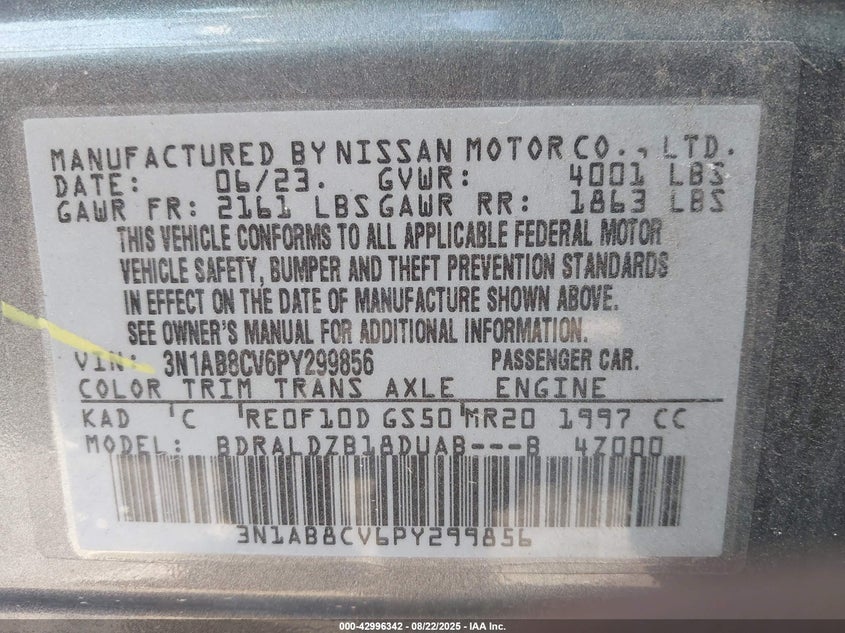 MANUFACTURED BY NISSAN MOTOR CO., LTD.
DATE: 06/23. GVWR: 4001 LBS
GAWR FR: 2161 LBS GAWR RR: 1863 LBS
THIS VEHICLE CONFORMS TO ALL APPLICABLE FEDERAL MOTOR
VEHICLE SAFETY, BUMPER AND THEFT PREVENTION STANDARDS
IN EFFECT ON THE DATE OF MANUFACTURE SHOWN ABOVE.
SEE OWNER'S MANUAL FOR ADDITIONAL INFORMATION.
VIN: 3N1AB8CV6PY299856 PASSENGER CAR.
COLOR TRIM TRANS AXLE ENGINE
KAD C RE0F10D GS50 MR20 1997 CC
MODEL: BDRALDZB18DUAB---B 4Z000
3N1AB8CV6PY299856
000-42996342 - 08/22/2025 - IAA Inc.